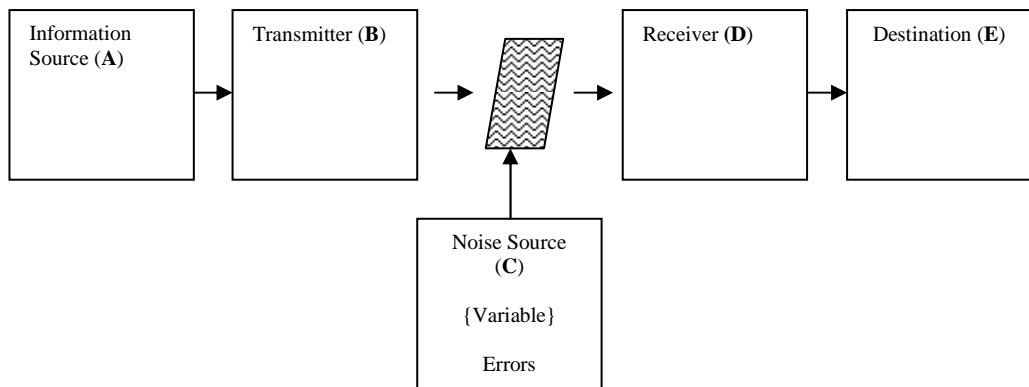 Information
Source (A)
Transmitter (B)
Receiver (D)
Destination (E)
Noise Source
(C)
{Variable}
Errors